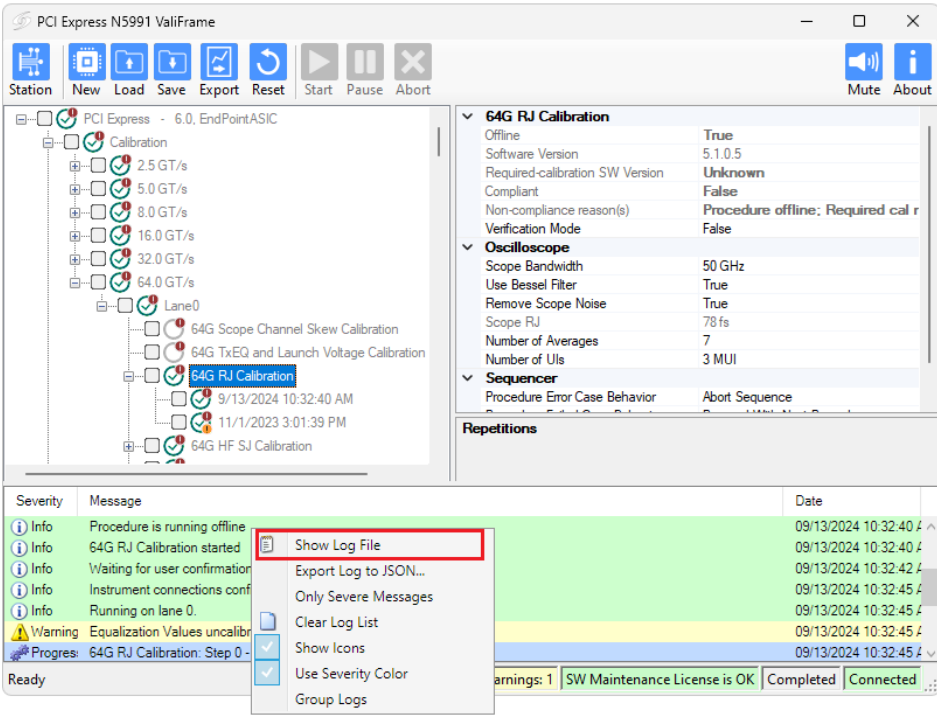 PCI Express N5991 ValiFrame
Station New Load Save Export Reset Start Pause Abort Mute About
PCI Express - 6.0, EndPointASIC
Calibration
2.5 GT/s
5.0 GT/s
8.0 GT/s
16.0 GT/s
32.0 GT/s
64.0 GT/s
Lane0
64G Scope Channel Skew Calibration
64G TxEQ and Launch Voltage Calibration
64G RJ Calibration
9/13/2024 10:32:40 AM
11/1/2023 3:01:39 PM
64G HF SJ Calibration
64G RJ Calibration
Offline True
Software Version 5.1.0.5
Required-calibration SW Version Unknown
Compliant False
Non-compliance reason(s) Procedure offline; Required cal r
Verification Mode False
Oscilloscope
Scope Bandwidth 50 GHz
Use Bessel Filter True
Remove Scope Noise True
Scope RJ 78 fs
Number of Averages 7
Number of UIs 3 MUI
Sequencer
Procedure Error Case Behavior Abort Sequence
Repetitions
Severity Message Date
Info Procedure is running offline 09/13/2024 10:32:40 A
Info 64G RJ Calibration started 09/13/2024 10:32:40 A
Info Waiting for user confirmation 09/13/2024 10:32:42 A
Info Instrument connections conf 09/13/2024 10:32:45 A
Info Running on lane 0. 09/13/2024 10:32:45 A
Warning Equalization Values uncalibr 09/13/2024 10:32:45 A
Progres: 64G RJ Calibration: Step 0 - 09/13/2024 10:32:45 A
Show Log File
Export Log to JSON...
Only Severe Messages
Clear Log List
Show Icons
Use Severity Color
Group Logs
Ready arnings: 1 SW Maintenance License is OK Completed Connected